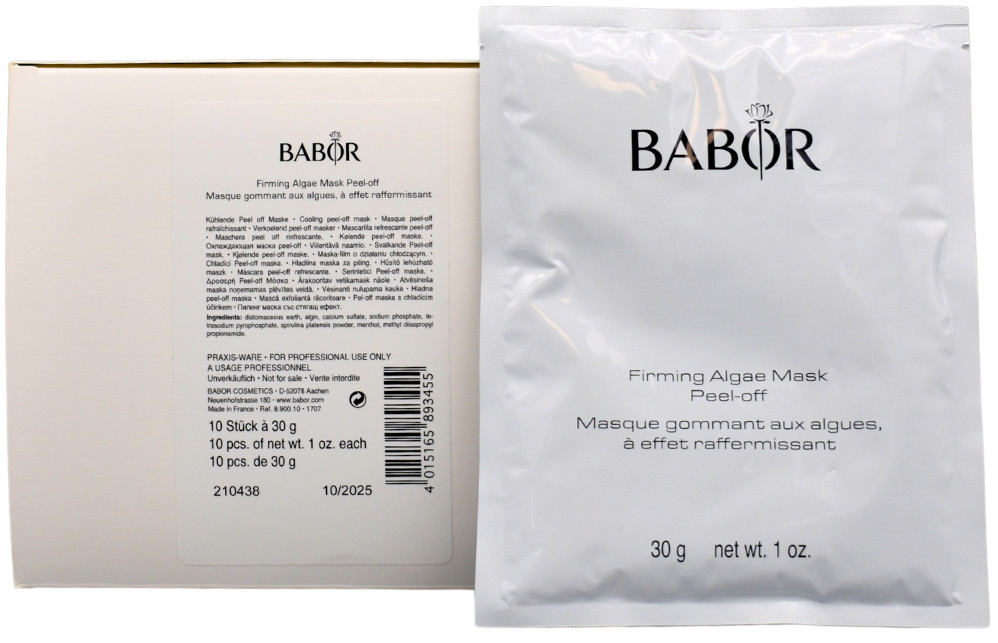 BABOR
Firming Algae Mask Peel-off
Masque gommant aux algues, à effet raffermissant
Kühlende Peel off Maske • Cooling peel-off mask • Masque peel-off
rafraîchissant • Verkoelend peel-off masker • Mascarilla refrescante peel-off
• Maschera peel off rinfrescante. • Kølende peel-off maske. •
Охлаждающая маска peel-off • Viilentävä naamio. • Svalkande Peel-off
mask. • Kjølende peel-off maske. • Maska-film o działaniu chłodzącym. •
Chladicí Peel-off maska. • Hladilna maska za piling. • Hűsítő lehúzható
maszk • Máscara peel-off refrescante. • Serinletici Peel-off maske. •
Δροσερή Peel-off Μάσκα • Ārakooritav vetikamask näole • Atvēsinoša
maska noņemamas plēvītes veidā. • Vėsinanti nulupama kaukė • Hladna
peel-off maska • Mască exfoliantă răcoritoare • Pel-off maska s chladicím
účinkem • Пилинг маска със стягащ ефект.
Ingredients: diatomaceous earth, algin, calcium sulfate, sodium phosphate, te-
trasodium pyrophosphate, spirulina platensis powder, menthol, methyl diisopropyl
propionamide.
PRAXIS-WARE • FOR PROFESSIONAL USE ONLY
A USAGE PROFESSIONNEL
Unverkäuflich • Not for sale • Vente interdite
BABOR COSMETICS • D-52078 Aachen
Neuenhofstrasse 180 • www.babor.com
Made in France • Ref. 8.900.10 • 1707
10 Stück à 30 g
10 pcs. of net wt. 1 oz. each
10 pcs. de 30 g
210438 10/2025
4 015165 893455
BABOR
Firming Algae Mask
Peel-off
Masque gommant aux algues,
à effet raffermissant
30 g net wt. 1 oz.